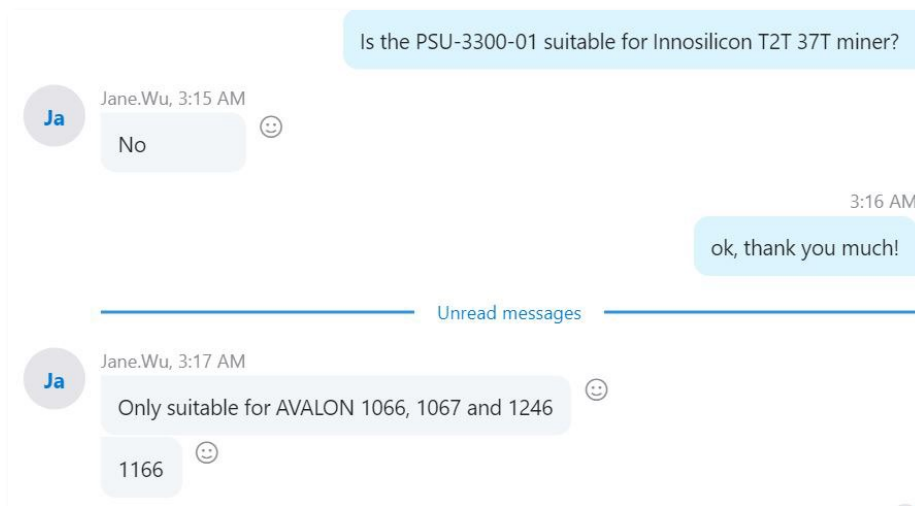 Is the PSU-3300-01 suitable for Innosilicon T2T 37T miner?
Jane.Wu, 3:15 AM
Ja
No
3:16 AM
ok, thank you much!
Unread messages
Jane.Wu, 3:17 AM
Ja
Only suitable for AVALON 1066, 1067 and 1246
1166